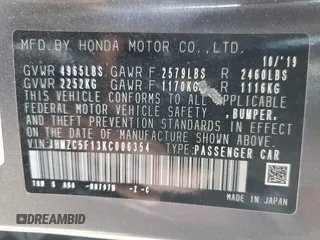 MFD.BY HONDA MOTOR CO.,LTD. 10/'19
GVWR 4965LBS GAWR F 2579LBS R 2460LBS
GVWR 2252KG GAWR F 1170KG R 1116KG
THIS VEHICLE CONFORMS TO ALL APPLICABLE
FEDERAL MOTOR VEHICLE SAFETY, BUMPER,
AND THEFT PREVENTION STANDARDS IN EFFECT
ON THE DATE OF MANUFACTURE SHOWN ABOVE.
VIN:JHMZC5F13KC006354 TYPE:PASSENGER CAR
-Z -C
MADE IN JAPAN
DREAMBID